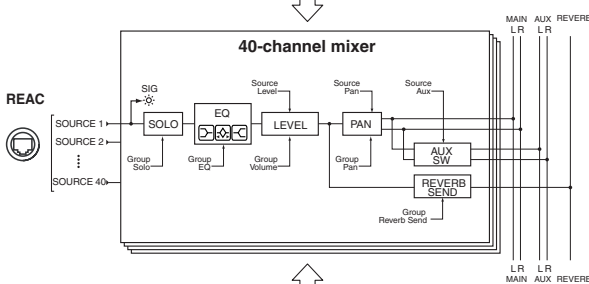 MAIN AUX REVERB
L R L R
40-channel mixer
REAC
SIG
Source Level
Source Pan
Source Aux
SOURCE 1
SOLO
EQ
LEVEL
PAN
SOURCE 2
AUX SW
Group Solo
Group EQ
Group Volume
Group Pan
SOURCE 40
REVERB SEND
Group Reverb Send
L R L R
MAIN AUX REVERB